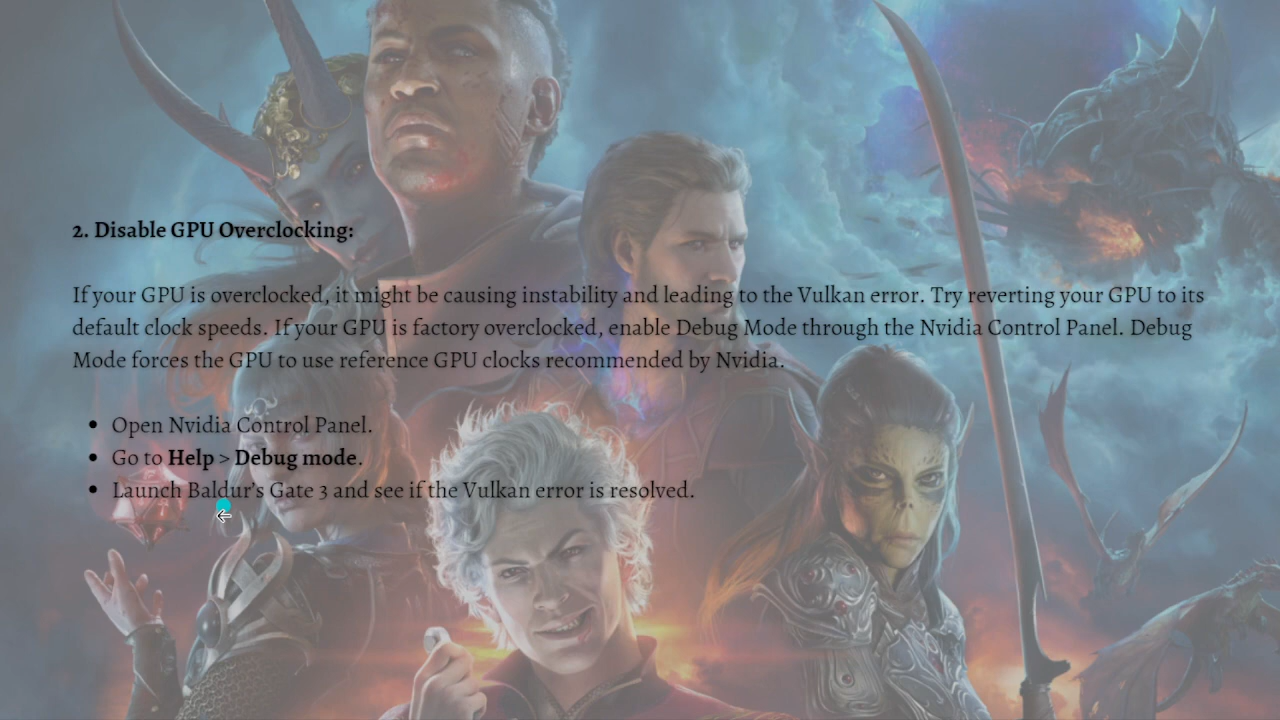 2. Disable GPU Overclocking:
If your GPU is overclocked, it might be causing instability and leading to the Vulkan error. Try reverting your GPU to its
default clock speeds. If your GPU is factory overclocked, enable Debug Mode through the Nvidia Control Panel. Debug
Mode forces the GPU to use reference GPU clocks recommended by Nvidia.
• Open Nvidia Control Panel.
• Go to Help > Debug mode.
• Launch Baldur's Gate 3 and see if the Vulkan error is resolved.